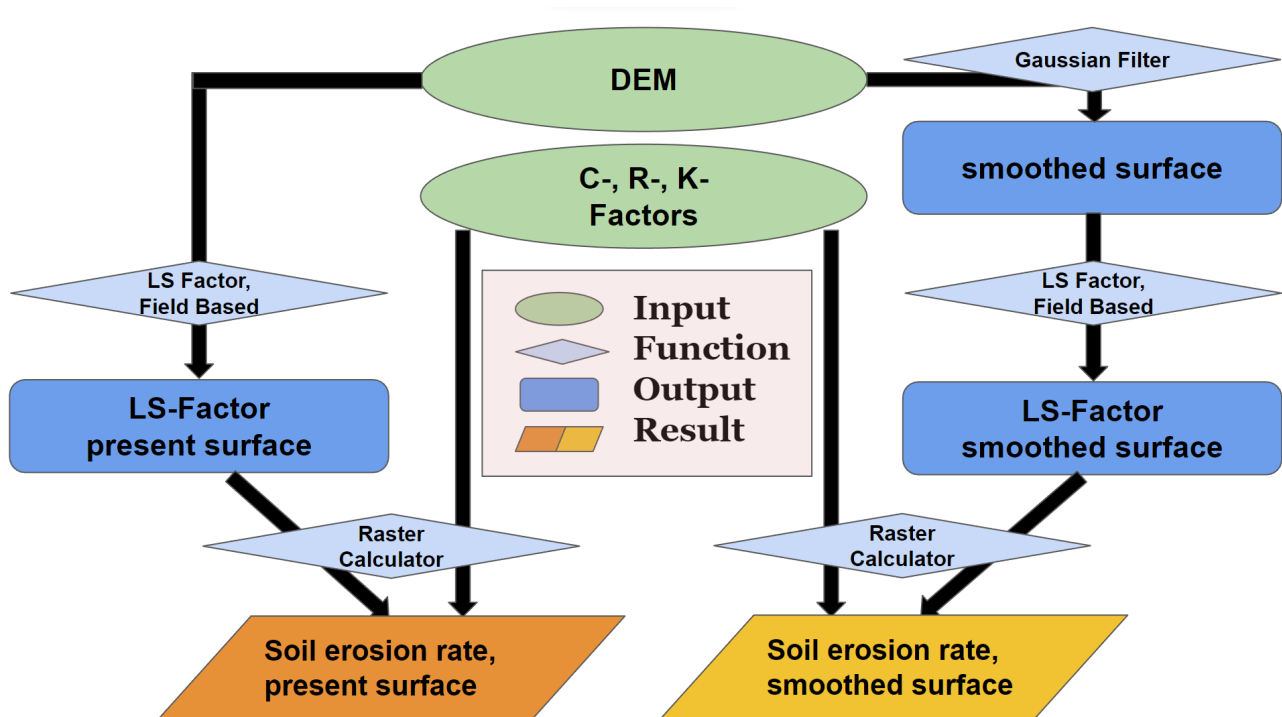 DEM
Gaussian Filter
smoothed surface
C-, R-, K-
Factors
LS Factor,
Field Based
LS Factor,
Field Based
Input
Function
Output
Result
LS-Factor
present surface
LS-Factor
smoothed surface
Raster
Calculator
Raster
Calculator
Soil erosion rate,
present surface
Soil erosion rate,
smoothed surface